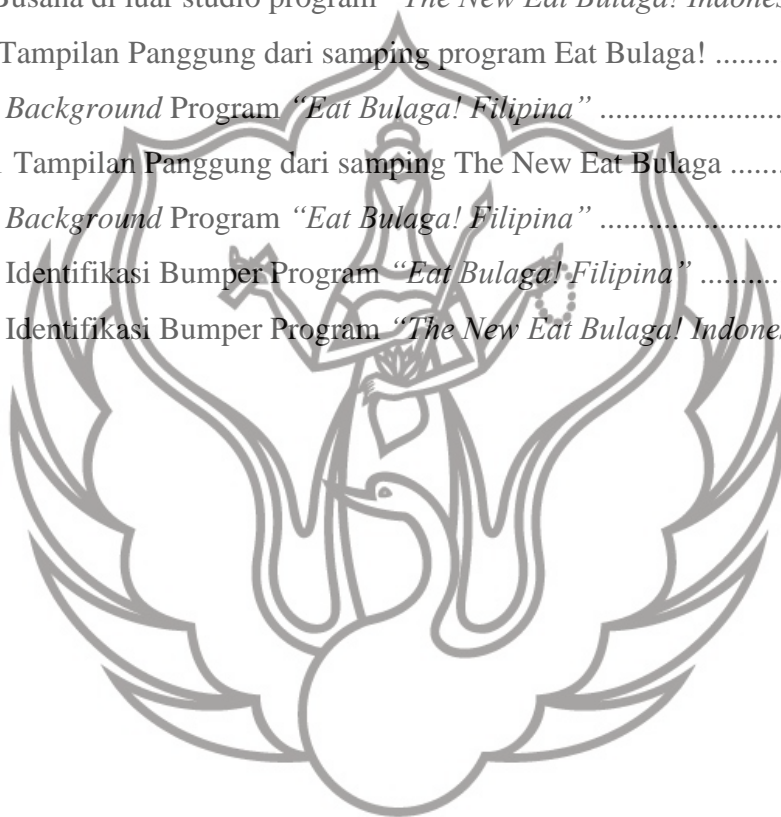 Busana di luar studio program "The New Eat Bulaga! Indones
Tampilan Panggung dari samping program Eat Bulaga! ........
Background Program "Eat Bulaga! Filipina" ........................
Tampilan Panggung dari samping The New Eat Bulaga .......
Background Program "Eat Bulaga! Filipina" ........................
Identifikasi Bumper Program "Eat Bulaga! Filipina" ..........
Identifikasi Bumper Program "The New Eat Bulaga! Indones